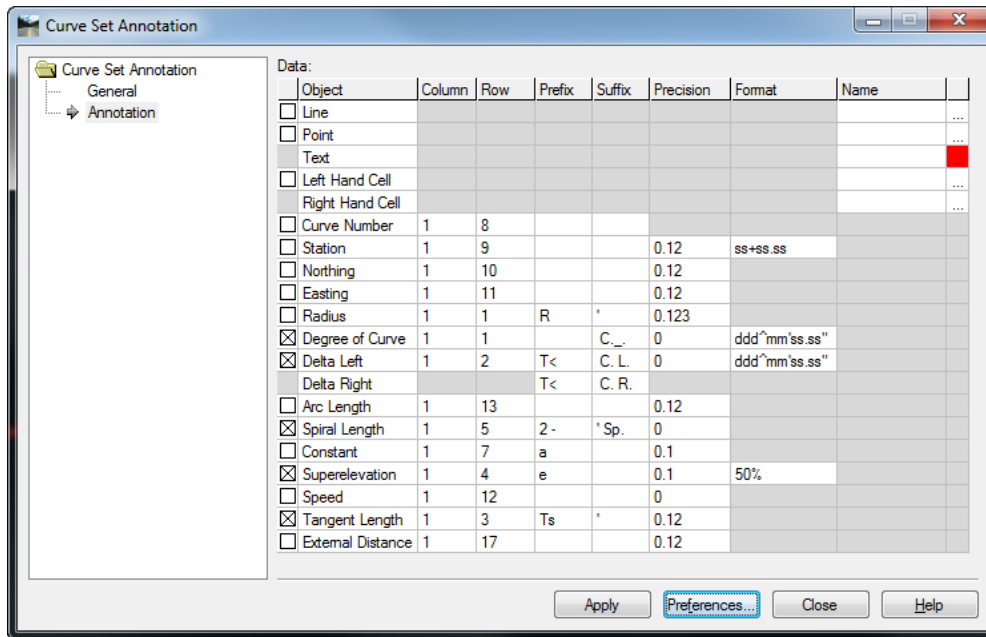 Curve Set Annotation
Curve Set Annotation
General
Annotation
Data:
Object Column Row Prefix Suffix Precision Format Name
Line ...
Point ...
Text ...
Left Hand Cell ...
Right Hand Cell ...
Curve Number 1 8
Station 1 9 0.12 ss+ss.ss
Northing 1 10 0.12
Easting 1 11 0.12
Radius 1 1 R ' 0.123
Degree of Curve 1 1 C._. 0 ddd^mm'ss.ss"
Delta Left 1 2 T< C. L. 0 ddd^mm'ss.ss"
Delta Right T< C. R.
Arc Length 1 13 0.12
Spiral Length 1 5 2 - ' Sp. 0
Constant 1 7 a 0.1
Superelevation 1 4 e 0.1 50%
Speed 1 12 0
Tangent Length 1 3 Ts ' 0.12
External Distance 1 17 0.12
Apply Preferences... Close Help